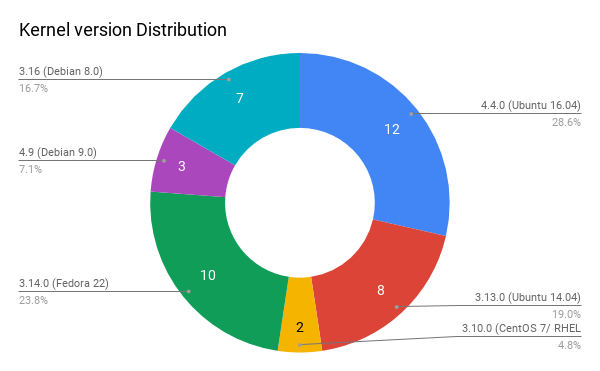 Kernel version Distribution
3.16 (Debian 8.0)
16.7%
7
4.4.0 (Ubuntu 16.04)
28.6%
12
4.9 (Debian 9.0)
7.1%
3
3.14.0 (Fedora 22)
23.8%
10
8
3.13.0 (Ubuntu 14.04)
19.0%
2
3.10.0 (CentOS 7/ RHEL
4.8%